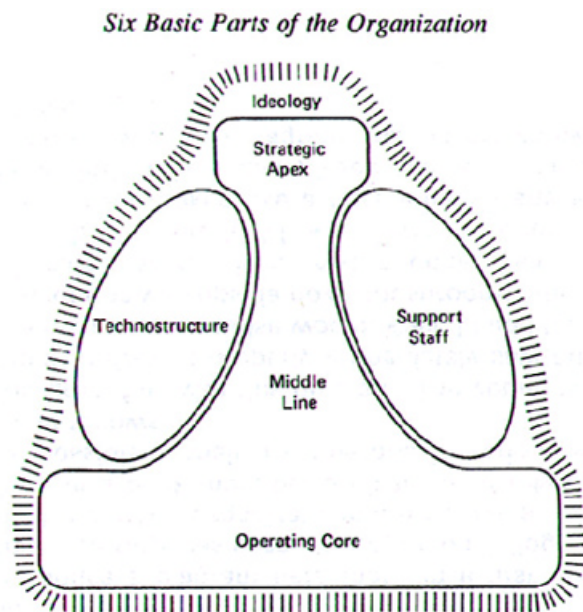 Six Basic Parts of the Organization
Ideology
Strategic
Apex
Technostructure
Support
Staff
Middle
Line
Operating Core